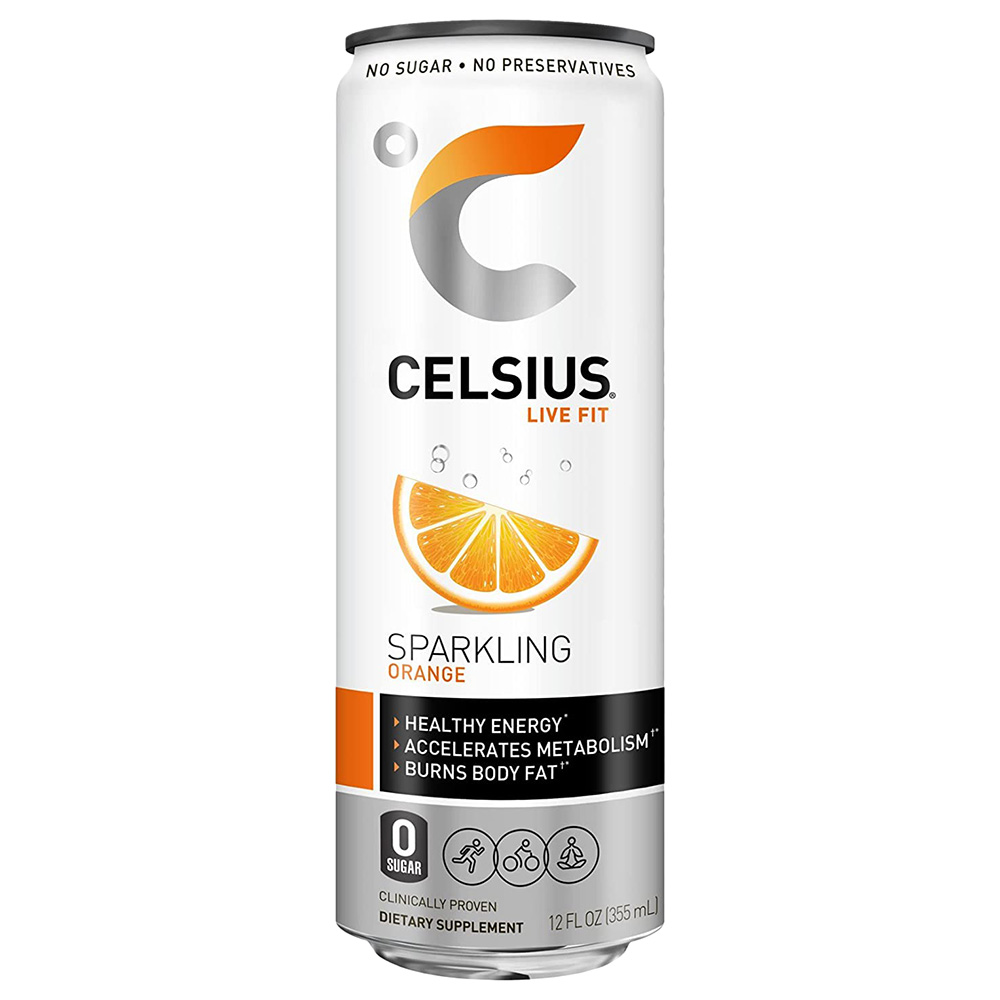 NO SUGAR • NO PRESERVATIVES
CELSIUS®
LIVE FIT
SPARKLING
ORANGE
HEALTHY ENERGY*
ACCELERATES METABOLISM†*
BURNS BODY FAT†*
0
SUGAR
CLINICALLY PROVEN
DIETARY SUPPLEMENT
12 FL OZ (355 mL)